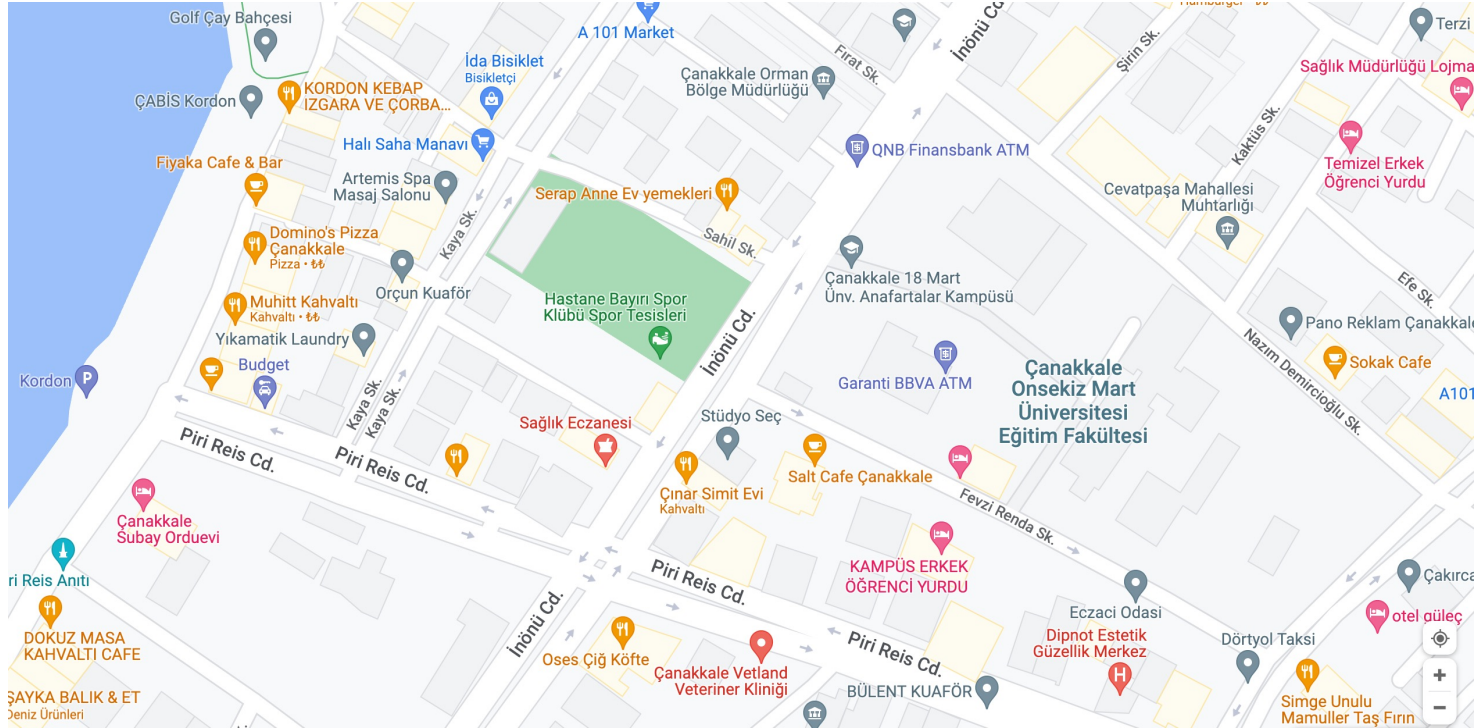 Golf Çay Bahçesi
A 101 Market
İnönü Cd.
Hamburger · ₺₺
Terzi
Fırat Sk.
Şirin Sk.
İda Bisiklet
Bisikletçi
Çanakkale Orman
Bölge Müdürlüğü
Sağlık Müdürlüğü Lojma
ÇABİS Kordon
KORDON KEBAP
IZGARA VE ÇORBA...
Halı Saha Manavı
QNB Finansbank ATM
Kaktüs Sk.
Temizel Erkek
Öğrenci Yurdu
Fiyaka Cafe & Bar
Artemis Spa
Masaj Salonu
Serap Anne Ev yemekleri
Cevatpaşa Mahallesi
Muhtarlığı
Kaya Sk.
Sahil Sk.
Domino's Pizza
Çanakkale
Pizza · ₺₺
Orçun Kuaför
Çanakkale 18 Mart
Ünv. Anafartalar Kampüsü
Efe Sk.
Muhitt Kahvaltı
Kahvaltı · ₺₺
Hastane Bayırı Spor
Klübü Spor Tesisleri
Yıkamatik Laundry
Pano Reklam Çanakkale
İnönü Cd.
Nazım Demircioğlu Sk.
Sokak Cafe
Budget
Kordon
P
Garanti BBVA ATM
Çanakkale
Onsekiz Mart
Üniversitesi
Eğitim Fakültesi
A101
Kaya Sk.
Kaya Sk.
Sağlık Eczanesi
Stüdyo Seç
Piri Reis Cd.
Piri Reis Cd.
Salt Cafe Çanakkale
Çınar Simit Evi
Kahvaltı
Fevzi Renda Sk.
Çanakkale
Subay Orduevi
ri Reis Anıtı
Piri Reis Cd.
KAMPÜS ERKEK
ÖĞRENCİ YURDU
Çakırca
Eczaci Odasi
otel güleç
DOKUZ MASA
KAHVALTI CAFE
İnönü Cd.
Oses Çiğ Köfte
Piri Reis Cd.
Dipnot Estetik
Güzellik Merkez
H
Dörtyol Taksi
Çanakkale Vetland
Veteriner Kliniği
BÜLENT KUAFÖR
ŞAYKA BALIK & ET
Deniz Ürünleri
Simge Unulu
Mamuller Taş Fırın
+
−